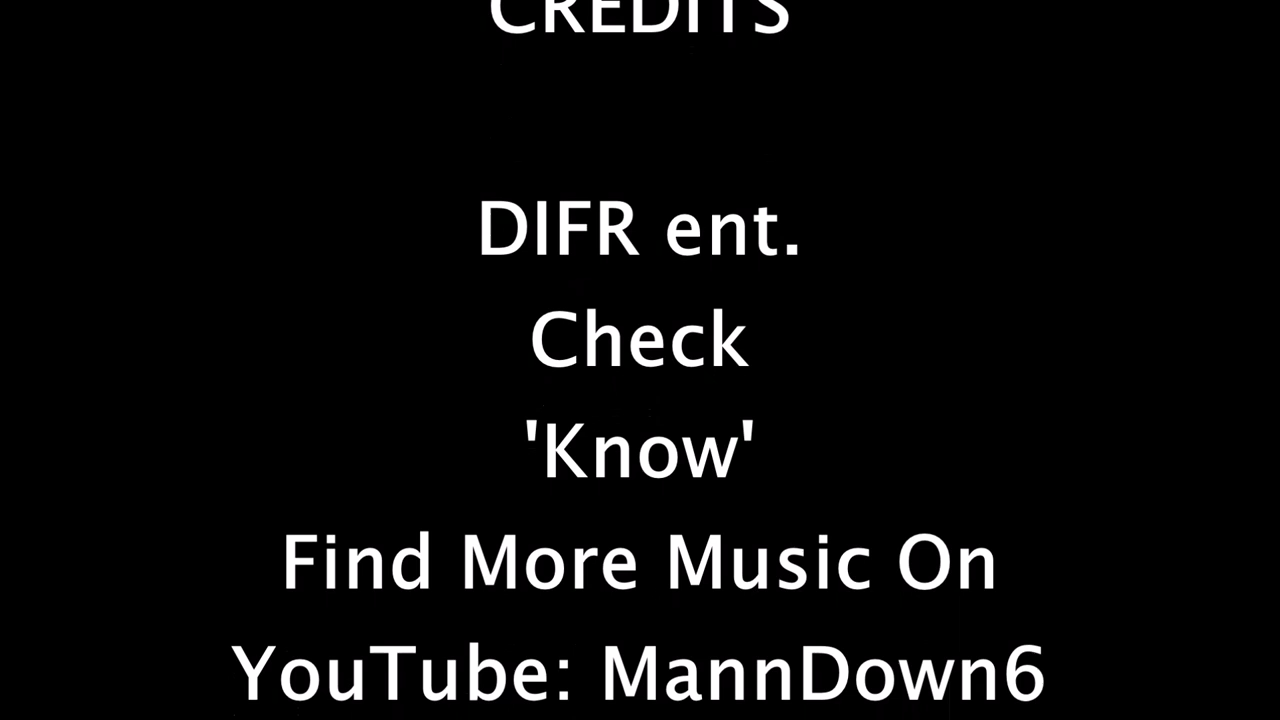 CREDITS
DIFR ent.
Check
'Know'
Find More Music On
YouTube: MannDown6